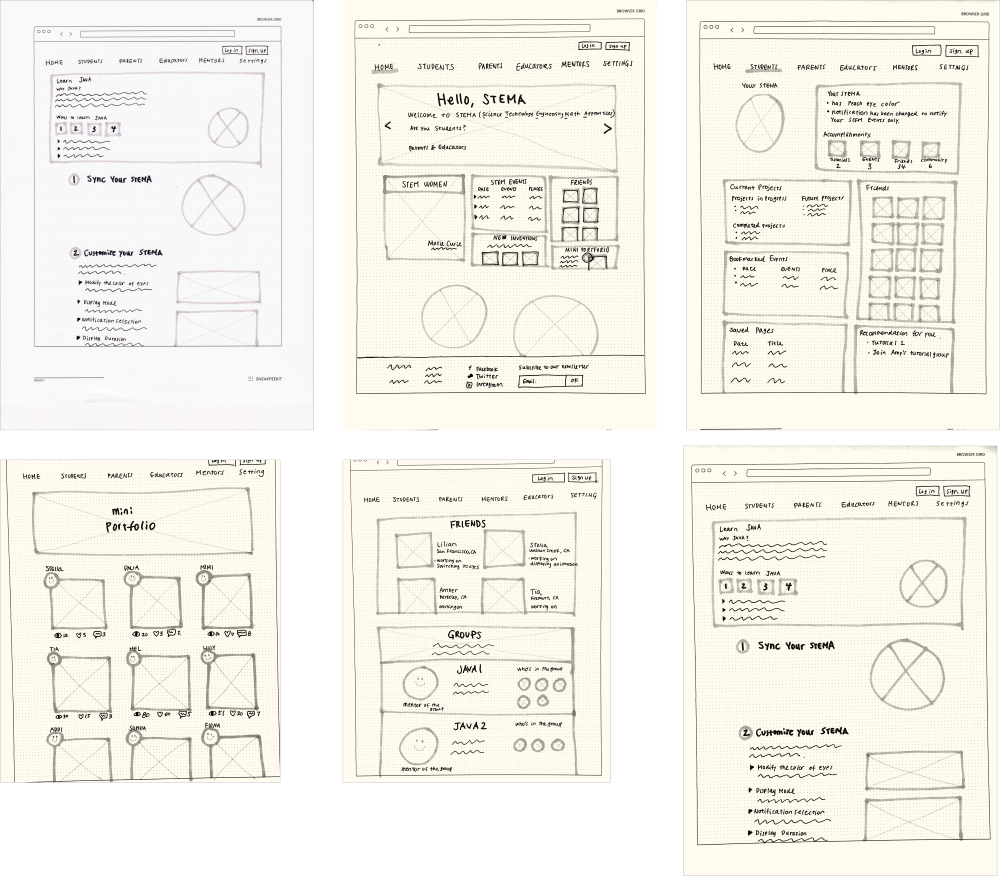 BROWSER GRID
Log in Sign up
HOME STUDENTS PARENTS Educators MENTORS Settings
Learn JAVA
Why JAVA?
Ways to learn JAVA
1 2 3 4
1 Sync Your STEMA
2 Customize your STEMA
Modify the color of eyes
Display Mode
Notification Selection
Display Duration
SNEAKPEEKIT
BROWSER GRID
Log in Sign up
HOME STUDENTS PARENTS EDUCATORS MENTORS SETTINGS
Hello, STEMA
Welcome to STEMA (Science Technology Engineering Math
Are you Students?
Parents & Educators
STEM WOMEN
Marie Curie
STEM EVENTS
DATE EVENTS PLACES
NEW INVENTIONS
FRIENDS
MINI PORTFOLIO
Facebook
Twitter
Instagram
Subscribe to our newsletter
Email OK
BROWSER GRID
Log in Sign up
HOME STUDENTS PARENTS EDUCATORS MENTORS SETTINGS
Your STEMA
Your STEMA
• has Peach eye color
• notification has been changed to notify
Your STEM Events only.
Accomplishments
Tutorials Events Friends Community
2 3 34 6
Current Projects
Projects in Progress Future Projects
Completed projects
Friends
Bookmarked Events
Date EVENTS PLACE
Saved Pages
Date Title
Recommendation for you.
- Tutorial 2
- Join Amy's tutorial group
Log in Sign up
HOME STUDENTS PARENTS EDUCATORS Mentors Setting
mini
Portfolio
STELLA DALIA MIMI
TIA MEL LILLY
ADDI SOPHIA FIONA
Log in Sign up
HOME STUDENTS PARENTS MENTORS EDUCATORS SETTING
FRIENDS
Lilian
San Francisco, CA
- working on
Stella
Walnut Creek, CA
- working on
Amber
Berkeley, CA
working on
Tia
Fremont, CA
working on
GROUPS
JAVA1
who's in the group
mentor of the
group
JAVA 2
who's in the group
mentor of the group
BROWSER GRID
Log in Sign up
HOME STUDENTS PARENTS Educators MENTORS Settings
Learn JAVA
Why JAVA?
Ways to learn JAVA
1 2 3 4
1 Sync Your STEMA
2 Customize your STEMA
Modify the color of eyes
Display Mode
Notification Selection
Display Duration